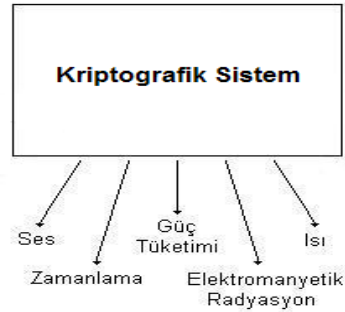 Kriptografik Sistem
Ses
Zamanlama
Güç
Tüketimi
Elektromanyetik
Radyasyon
Isı